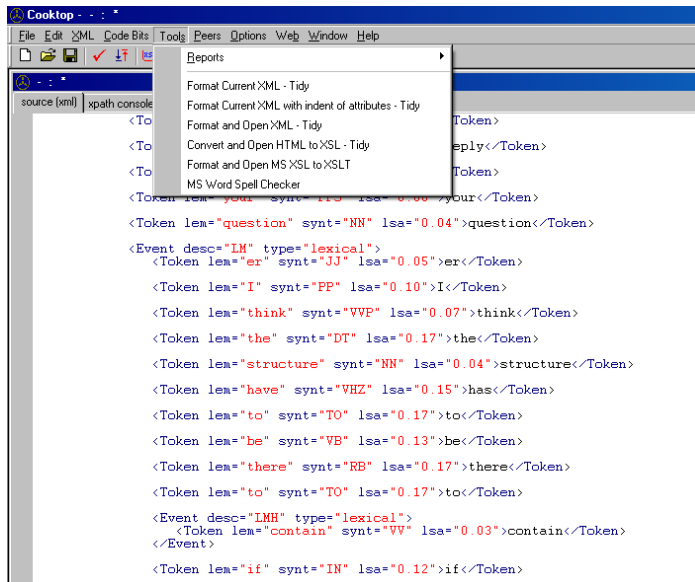 Cooktop - - : *
File Edit XML Code Bits Tools Peers Options Web Window Help
- : *
source (xml) xpath console
Reports
Format Current XML - Tidy
Format Current XML with indent of attributes - Tidy
Format and Open XML - Tidy
Convert and Open HTML to XSL - Tidy
Format and Open MS XSL to XSLT
MS Word Spell Checker
<To Token>
<To eply</Token>
<To Token>
<Token lem="your" synt="PPS" lsa="0.06">your</Token>
<Token lem="question" synt="NN" lsa="0.04">question</Token>
<Event desc="LM" type="lexical">
<Token lem="er" synt="JJ" lsa="0.05">er</Token>
<Token lem="I" synt="PP" lsa="0.10">I</Token>
<Token lem="think" synt="VVP" lsa="0.07">think</Token>
<Token lem="the" synt="DT" lsa="0.17">the</Token>
<Token lem="structure" synt="NN" lsa="0.04">structure</Token>
<Token lem="have" synt="VHZ" lsa="0.15">has</Token>
<Token lem="to" synt="TO" lsa="0.17">to</Token>
<Token lem="be" synt="VB" lsa="0.13">be</Token>
<Token lem="there" synt="RB" lsa="0.17">there</Token>
<Token lem="to" synt="TO" lsa="0.17">to</Token>
<Event desc="LMH" type="lexical">
<Token lem="contain" synt="VV" lsa="0.03">contain</Token>
</Event>
<Token lem="if" synt="IN" lsa="0.12">if</Token>